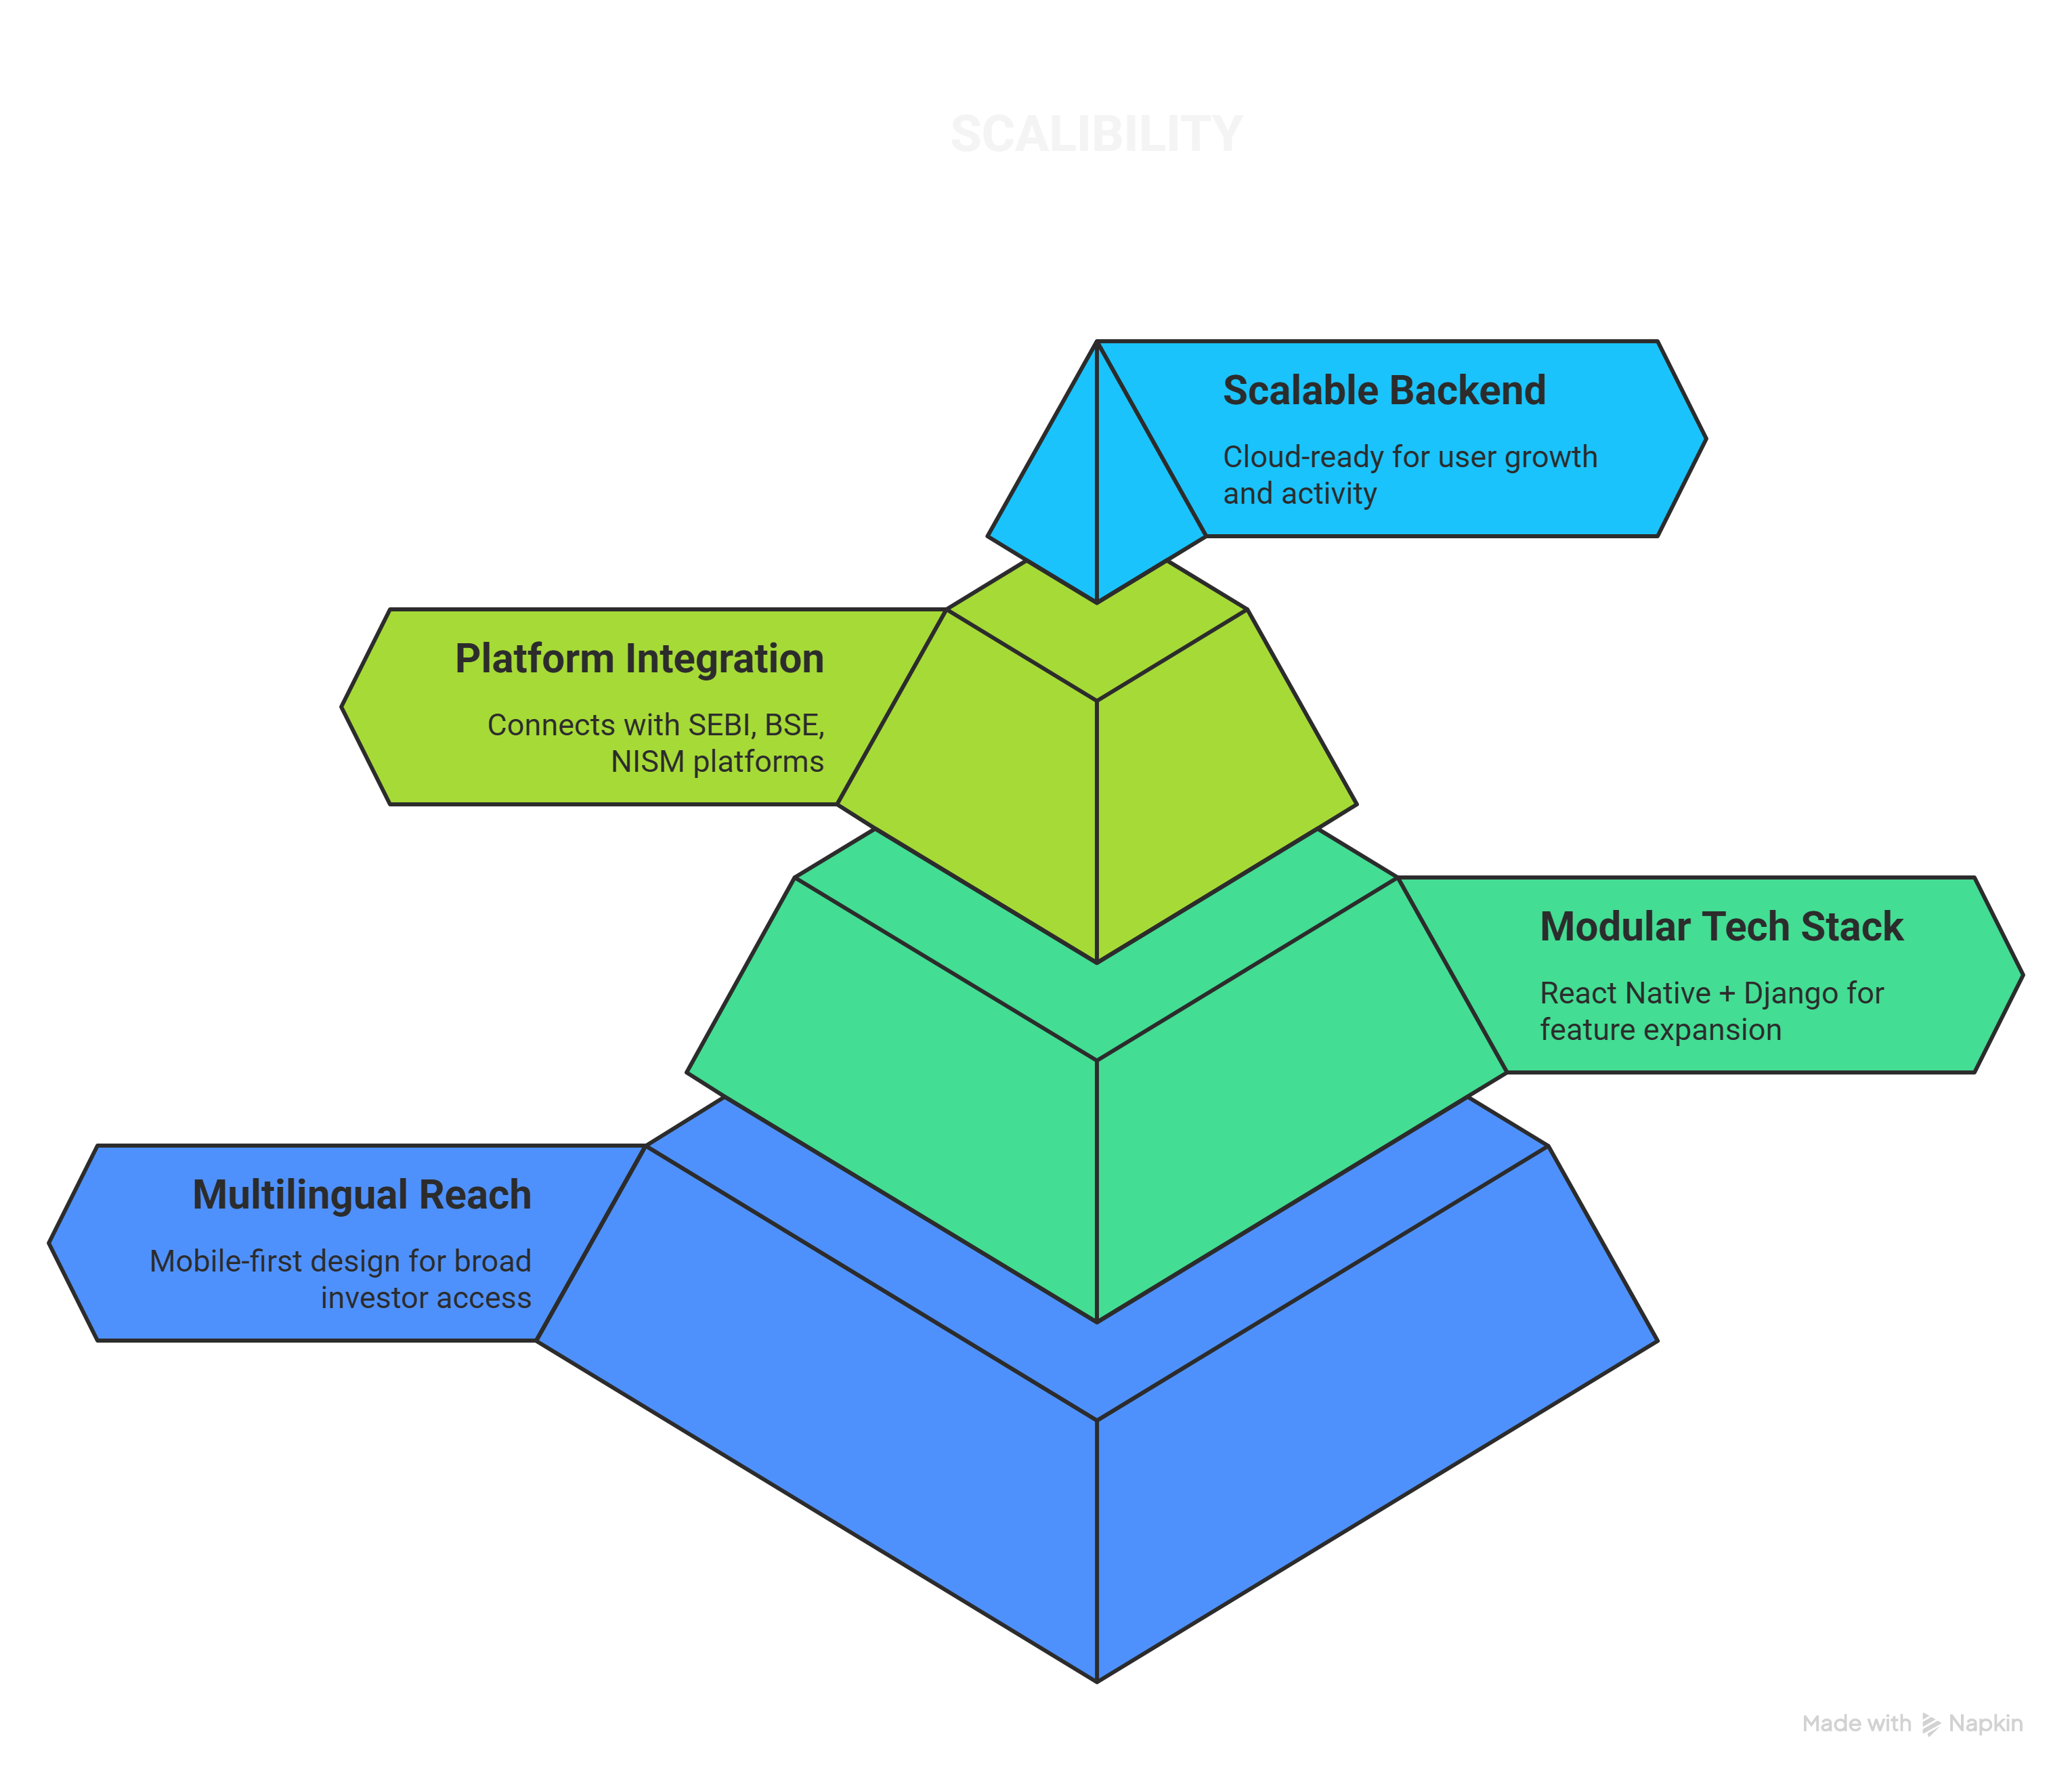 SCALIBILITY
Scalable Backend
Cloud-ready for user growth
and activity
Platform Integration
Connects with SEBI, BSE,
NISM platforms
Modular Tech Stack
React Native + Django for
feature expansion
Multilingual Reach
Mobile-first design for broad
investor access
Made with Napkin